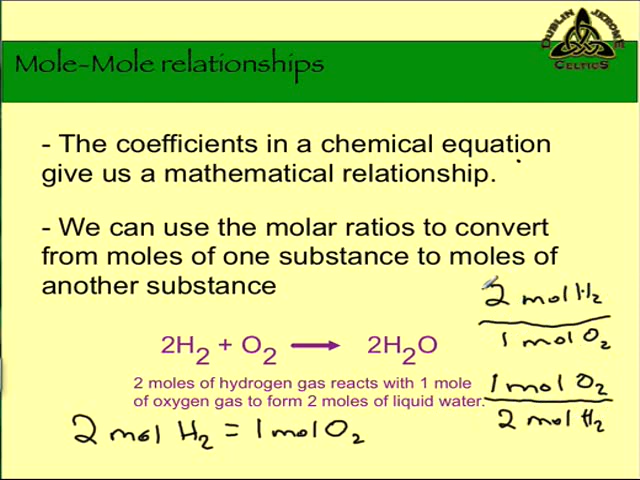 DUBLIN JEROME
CELTICS
Mole-Mole relationships
- The coefficients in a chemical equation
give us a mathematical relationship.
- We can use the molar ratios to convert
from moles of one substance to moles of
another substance
2 mol H₂
1 mol O₂
2H₂ + O₂ ⟶ 2H₂O
2 moles of hydrogen gas reacts with 1 mole
of oxygen gas to form 2 moles of liquid water.
1 mol O₂
2 mol H₂
2 mol H₂ = 1 mol O₂